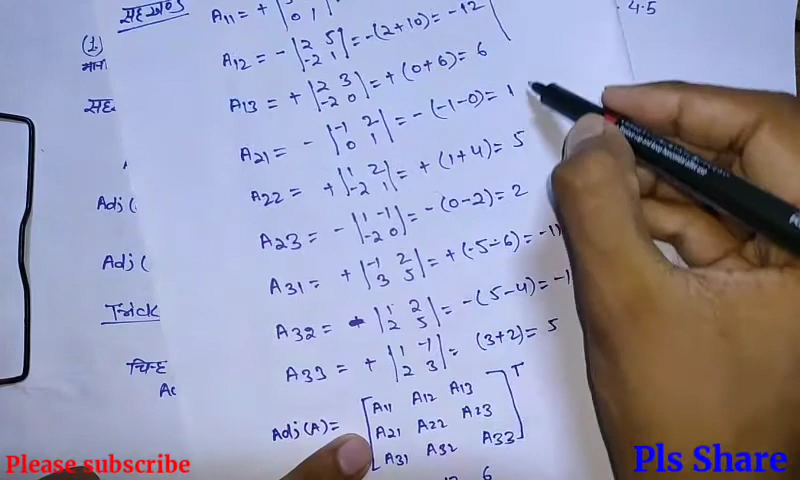 सहखण्ड
4.5
(1.
A11 = +
0 1
A12 = - |2 5| = -(2+10) = -12
|-2 1|
A13 = + |2 3| = +(0+6) = 6
|-2 0|
A21 = - |-1 2| = -(-1-0) = 1
|0 1|
A22 = + |1 2| = +(1+4) = 5
|-2 1|
Adj (
A23 = - |1 -1| = -(0-2) = 2
|-2 0|
Adj (
A31 = + |-1 2| = +(-5-6) = -11
|3 5|
Trick
A32 = - |1 2| = -(5-4) = -1
|2 5|
चिन्ह
A33 = + |1 -1| = (3+2) = 5
|2 3|
Adj(A) = [A11 A12 A13]T
A21 A22 A23
A31 A32 A33
6
Please subscribe
Pls Share